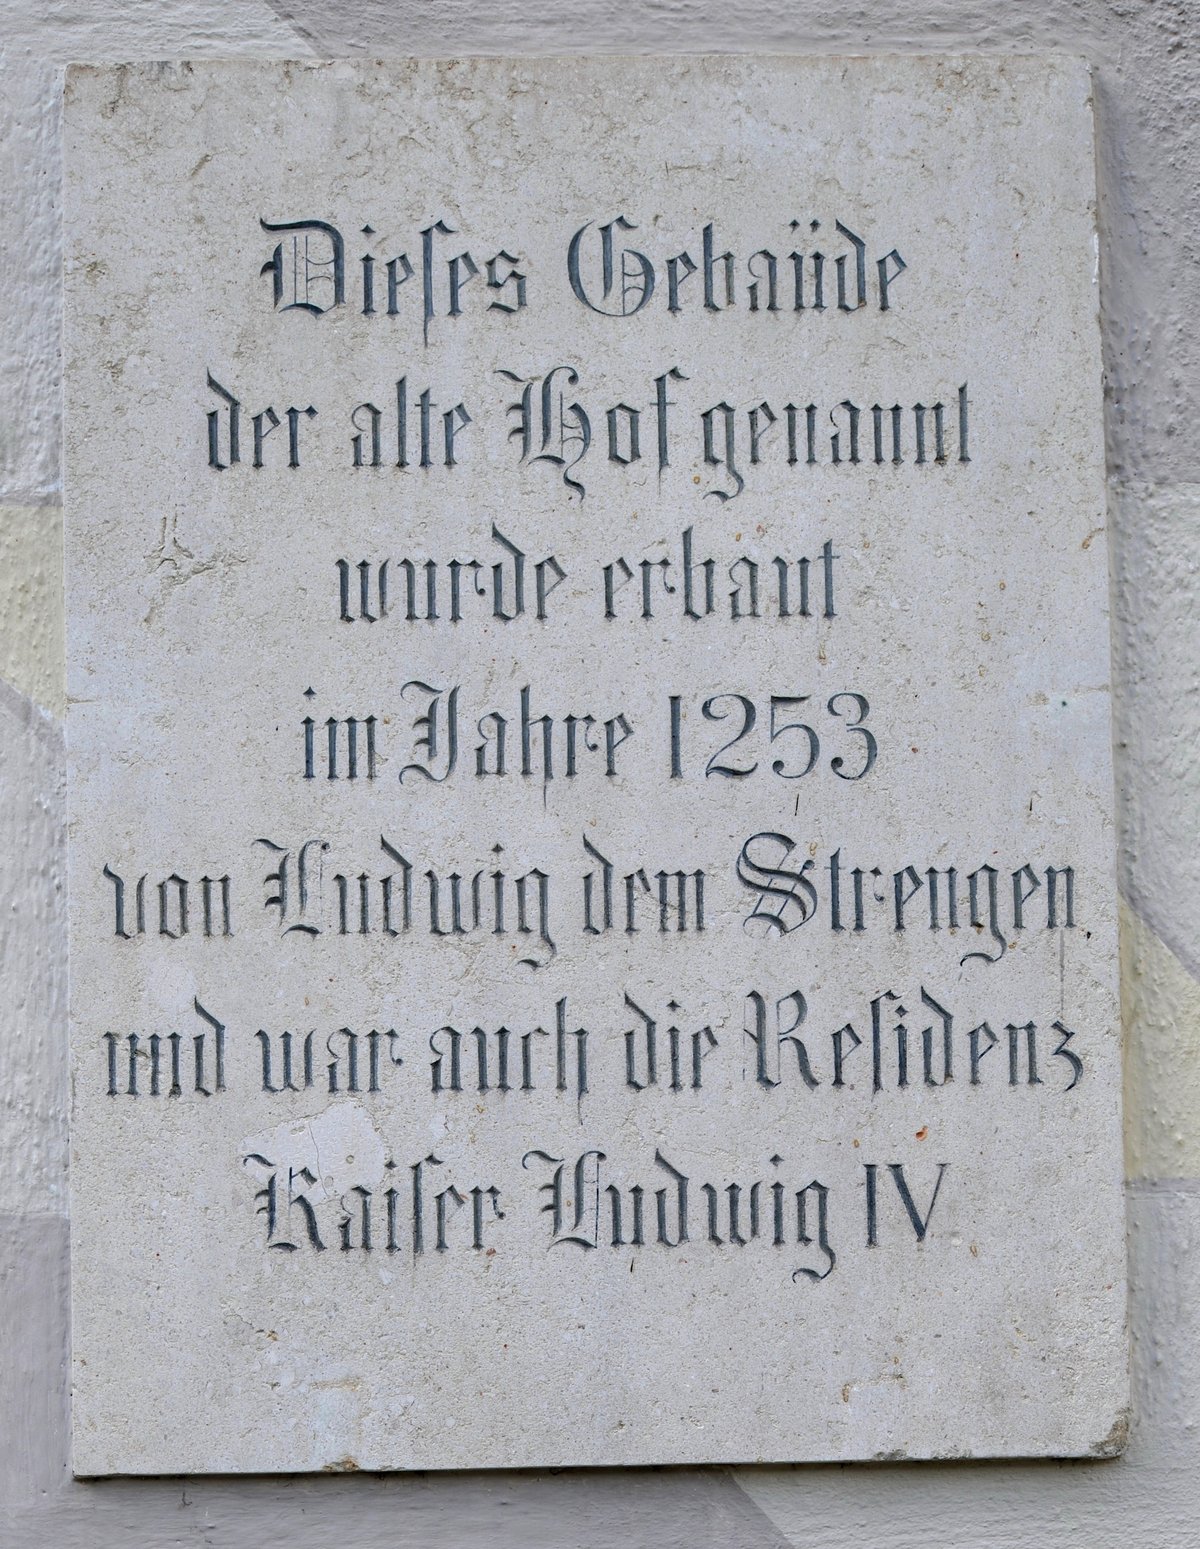 Dieſes Gebäude
der alte Hof genannt
wurde erbaut
im Jahre 1253
von Ludwig dem Strengen
und war auch die Reſidenz
Kaiſer Ludwig IV